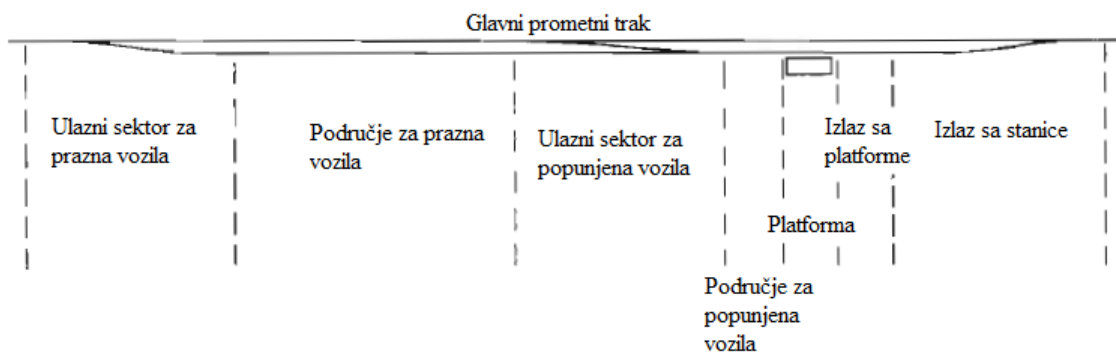 Glavni prometni trak
Ulazni sektor za
prazna vozila
Područje za prazna
vozila
Ulazni sektor za
popunjena vozila
Područje za
popunjena
vozila
Platforma
Izlaz sa
platforme
Izlaz sa stanice